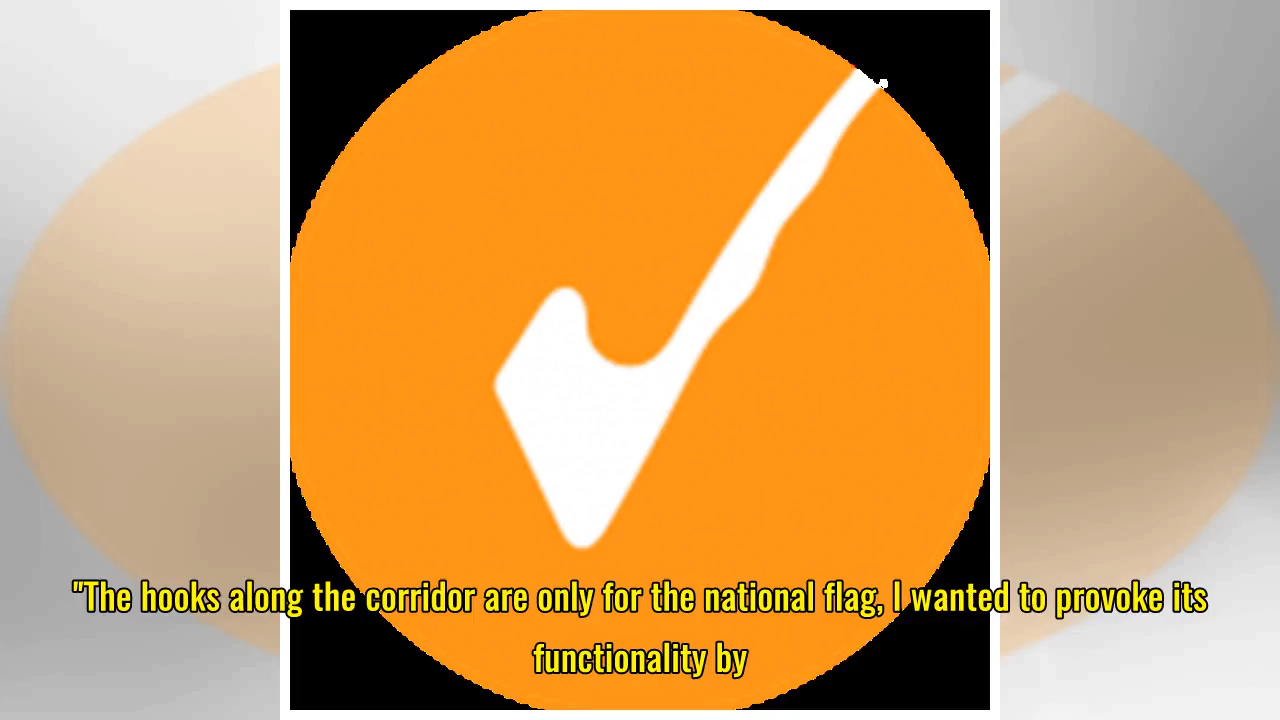 "The hooks along the corridor are only for the national flag, I wanted to provoke its
functionality by